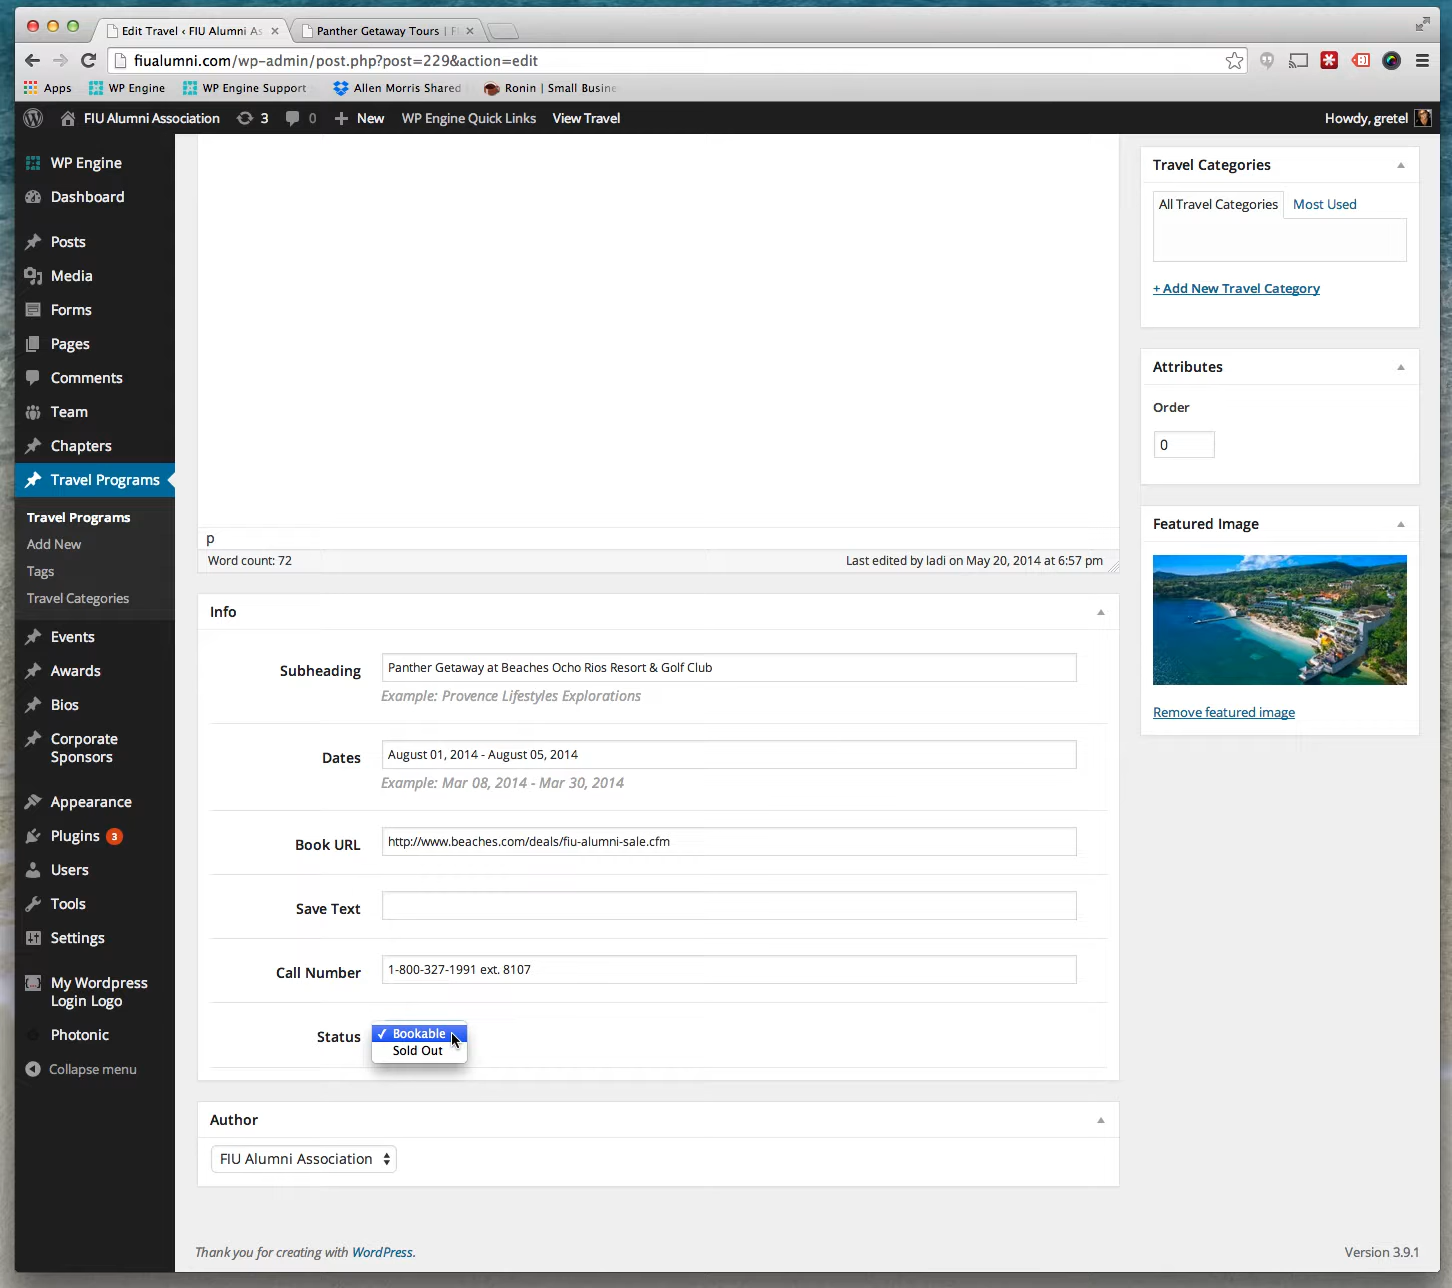 Edit Travel ‹ FIU Alumni As
Panther Getaway Tours | F
fiualumni.com/wp-admin/post.php?post=229&action=edit
Apps
WP Engine
WP Engine Support
Allen Morris Shared
Ronin | Small Busine
FIU Alumni Association
3
0
New
WP Engine Quick Links
View Travel
Howdy, gretel
WP Engine
Dashboard
Posts
Media
Forms
Pages
Comments
Team
Chapters
Travel Programs
Travel Programs
Add New
Tags
Travel Categories
Events
Awards
Bios
Corporate
Sponsors
Appearance
Plugins 3
Users
Tools
Settings
My Wordpress
Login Logo
Photonic
Collapse menu
p
Word count: 72
Last edited by ladi on May 20, 2014 at 6:57 pm
Info
Subheading
Panther Getaway at Beaches Ocho Rios Resort & Golf Club
Example: Provence Lifestyles Explorations
Dates
August 01, 2014 - August 05, 2014
Example: Mar 08, 2014 - Mar 30, 2014
Book URL
http://www.beaches.com/deals/fiu-alumni-sale.cfm
Save Text
Call Number
1-800-327-1991 ext. 8107
Status
✓ Bookable
Sold Out
Author
FIU Alumni Association
Travel Categories
All Travel Categories
Most Used
+ Add New Travel Category
Attributes
Order
0
Featured Image
Remove featured image
Thank you for creating with WordPress.
Version 3.9.1